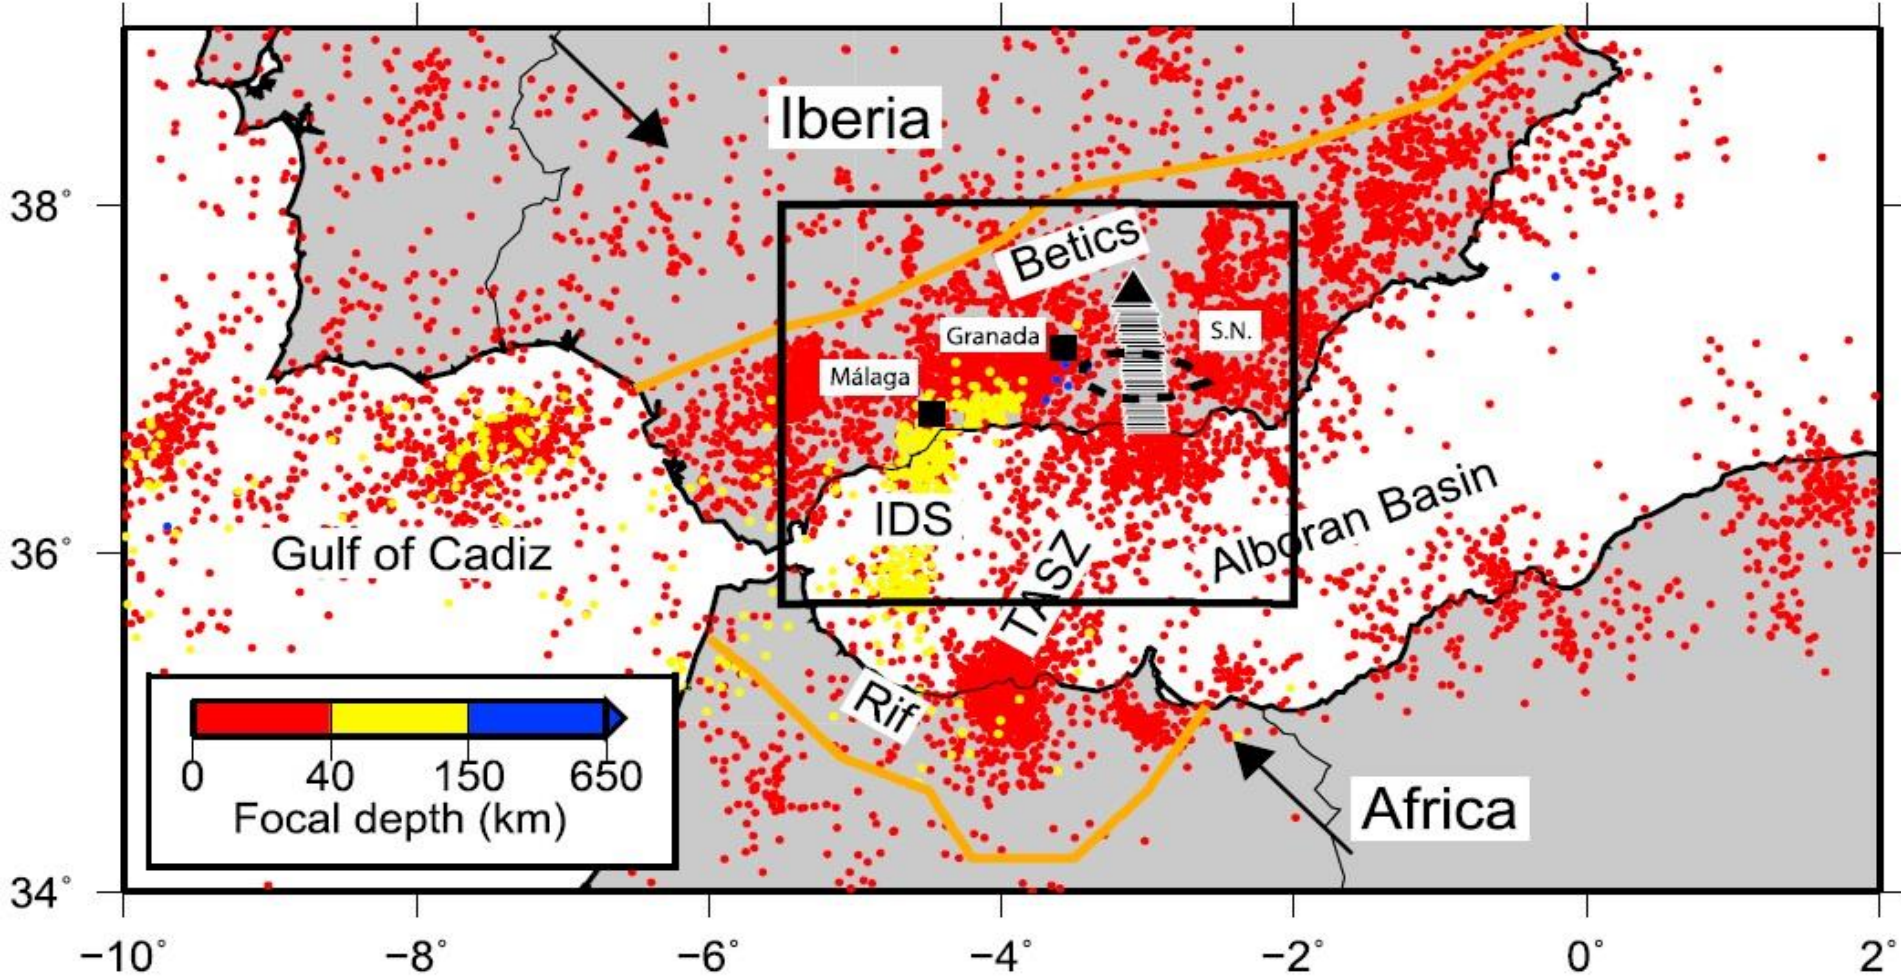 Iberia
38°
Betics
Granada
S.N.
Málaga
IDS
Alboran Basin
36°
Gulf of Cadiz
TASZ
Rif
0 40 150 650
Focal depth (km)
Africa
34°
−10° −8° −6° −4° −2° 0° 2°